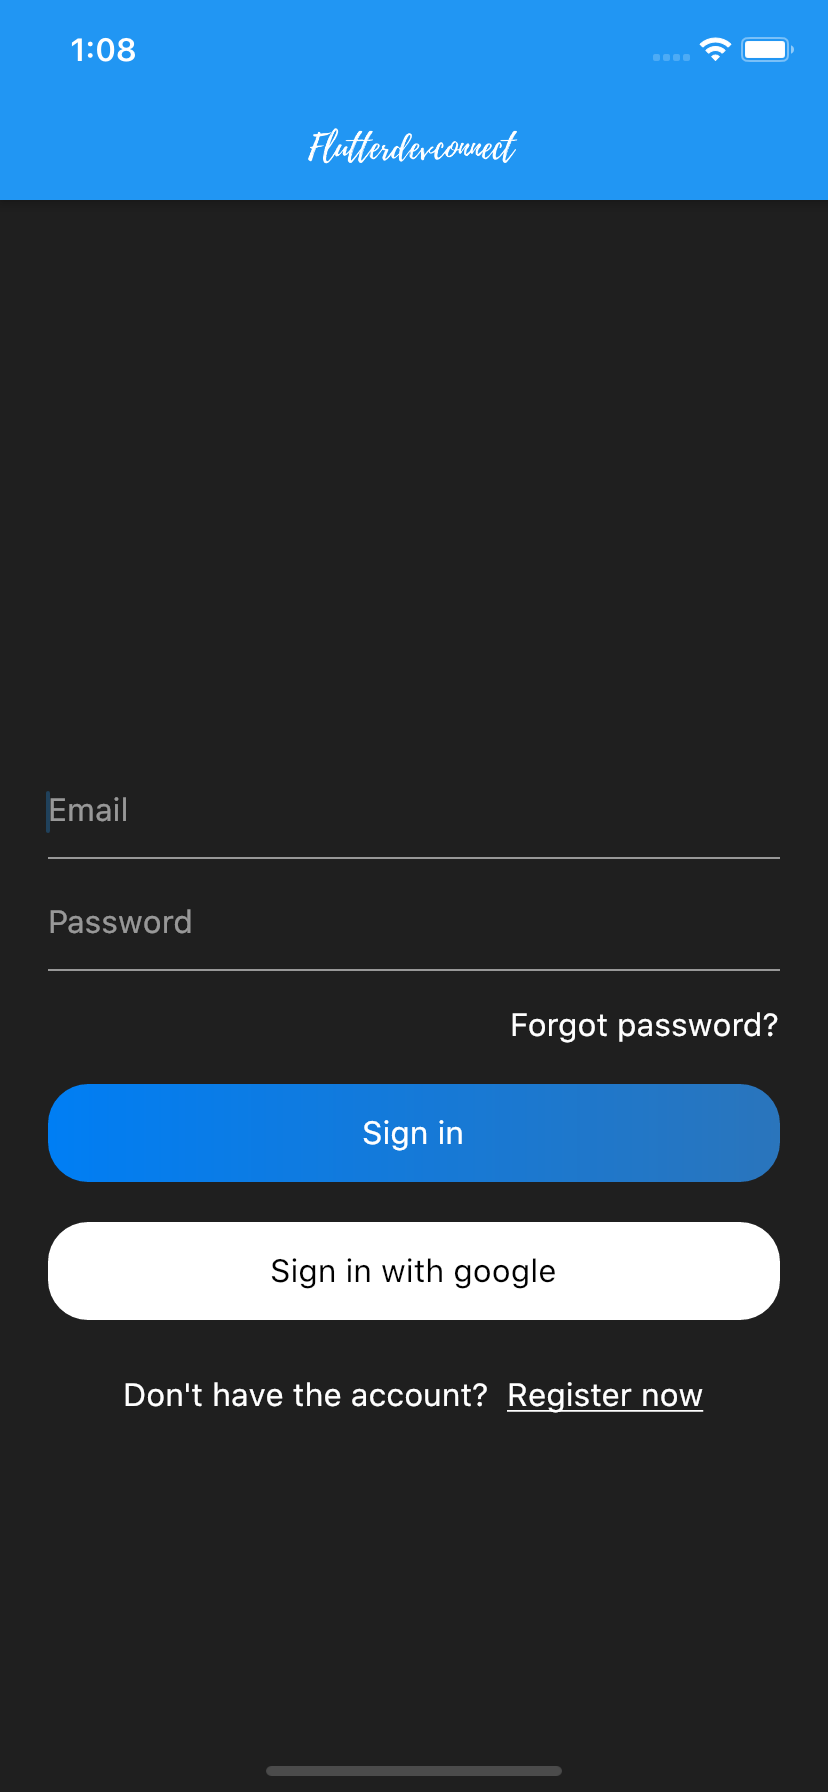 1:08
Flutterdevconnect
Email
Password
Forgot password?
Sign in
Sign in with google
Don't have the account? Register now